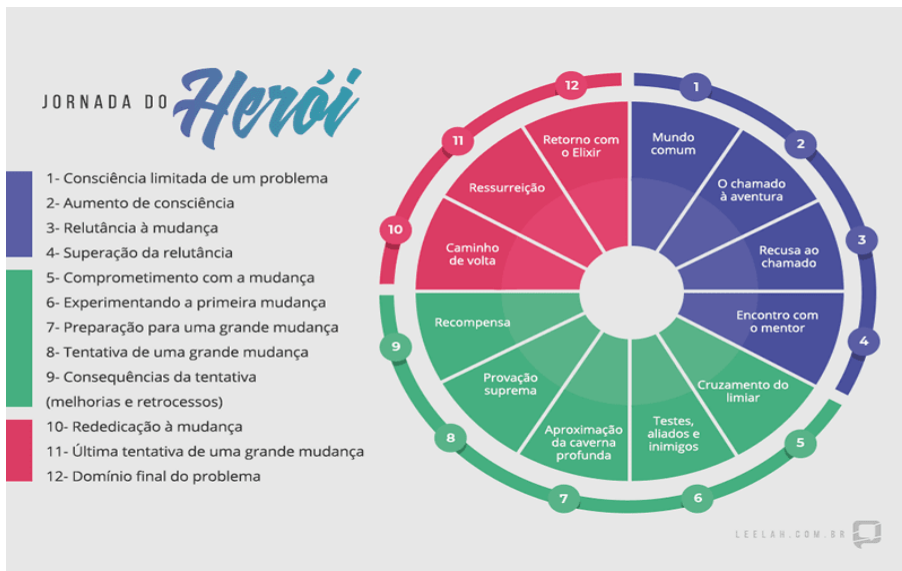 JORNADA DO Herói
1- Consciência limitada de um problema
2- Aumento de consciência
3- Relutância à mudança
4- Superação da relutância
5- Comprometimento com a mudança
6- Experimentando a primeira mudança
7- Preparação para uma grande mudança
8- Tentativa de uma grande mudança
9- Consequências da tentativa
(melhorias e retrocessos)
10- Rededicação à mudança
11- Última tentativa de uma grande mudança
12- Domínio final do problema
1
Mundo
comum
2
O chamado
à aventura
3
Recusa ao
chamado
4
Encontro com
o mentor
5
Cruzamento do
limiar
6
Testes,
aliados e
inimigos
7
Aproximação
da caverna
profunda
8
Provação
suprema
9
Recompensa
10
Caminho
de volta
11
Ressurreição
12
Retorno com
o Elixir
LEELAH.COM.BR